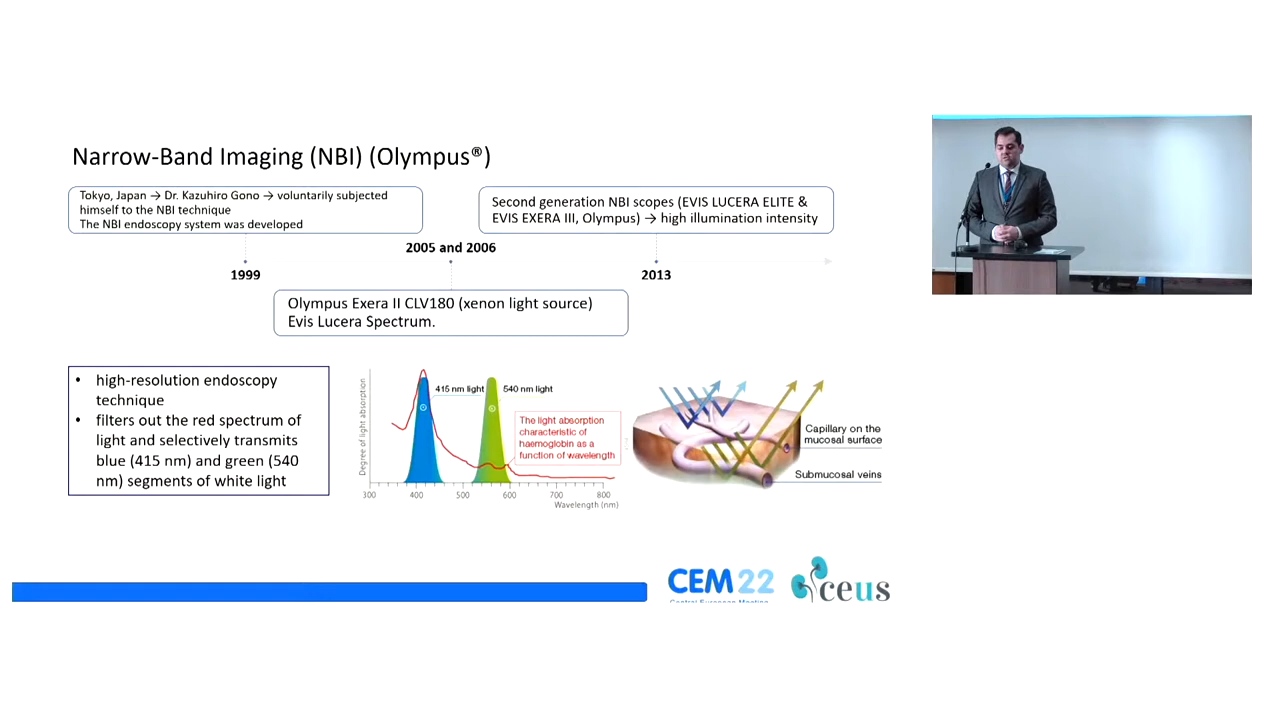 Narrow-Band Imaging (NBI) (Olympus®)
Tokyo, Japan → Dr. Kazuhiro Gono → voluntarily subjected
himself to the NBI technique
The NBI endoscopy system was developed
Second generation NBI scopes (EVIS LUCERA ELITE &
EVIS EXERA III, Olympus) → high illumination intensity
2005 and 2006
1999
2013
Olympus Exera II CLV180 (xenon light source)
Evis Lucera Spectrum.
• high-resolution endoscopy
technique
• filters out the red spectrum of
light and selectively transmits
blue (415 nm) and green (540
nm) segments of white light
Degree of light absorption
415 nm light
540 nm light
The light absorption
characteristic of
haemoglobin as a
function of wavelength
300 400 500 600 700 800
Wavelength (nm)
Capillary on the
mucosal surface
Submucosal veins
CEM22
Central European Meeting
ceus